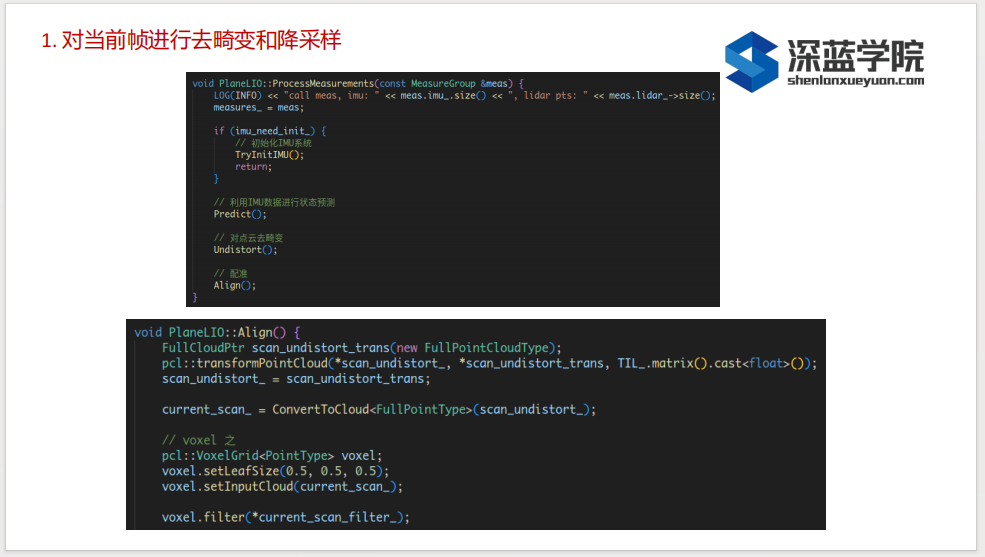 1. 对当前帧进行去畸变和降采样
深蓝学院
shenlanxueyuan.com
void PlaneLIO::ProcessMeasurements(const MeasureGroup &meas) {
LOG(INFO) << "call meas, imu: " << meas.imu_.size() << ", lidar pts: " << meas.lidar_->size();
measures_ = meas;
if (imu_need_init_) {
// 初始化IMU系统
TryInitIMU();
return;
}
// 利用IMU数据进行状态预测
Predict();
// 对点云去畸变
Undistort();
// 配准
Align();
}
void PlaneLIO::Align() {
FullCloudPtr scan_undistort_trans(new FullPointCloudType);
pcl::transformPointCloud(*scan_undistort_, *scan_undistort_trans, TIL_.matrix().cast<float>());
scan_undistort_ = scan_undistort_trans;
current_scan_ = ConvertToCloud<FullPointType>(scan_undistort_);
// voxel 之
pcl::VoxelGrid<PointType> voxel;
voxel.setLeafSize(0.5, 0.5, 0.5);
voxel.setInputCloud(current_scan_);
voxel.filter(*current_scan_filter_);